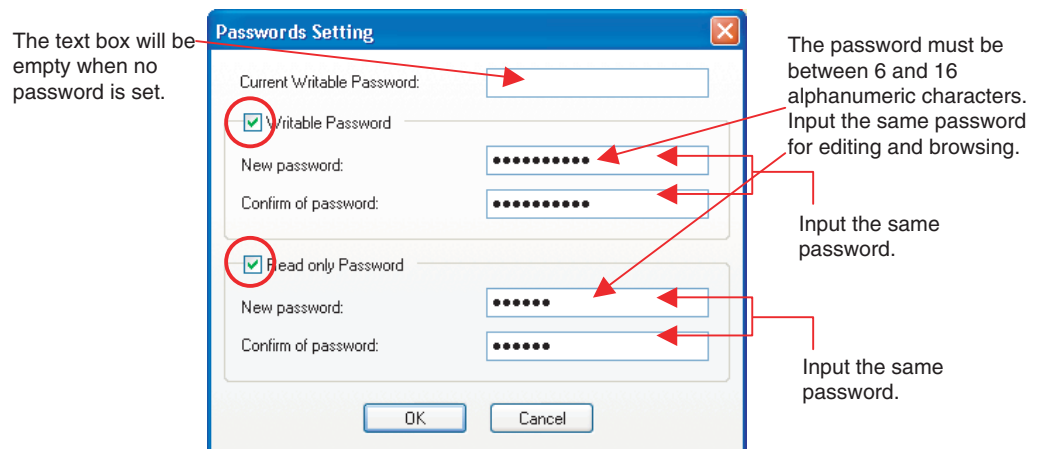 Passwords Setting
The text box will be
empty when no
password is set.
Current Writable Password:
Writable Password
New password:
Confirm of password:
Read only Password
New password:
Confirm of password:
OK
Cancel
The password must be
between 6 and 16
alphanumeric characters.
Input the same password
for editing and browsing.
Input the same
password.
Input the same
password.